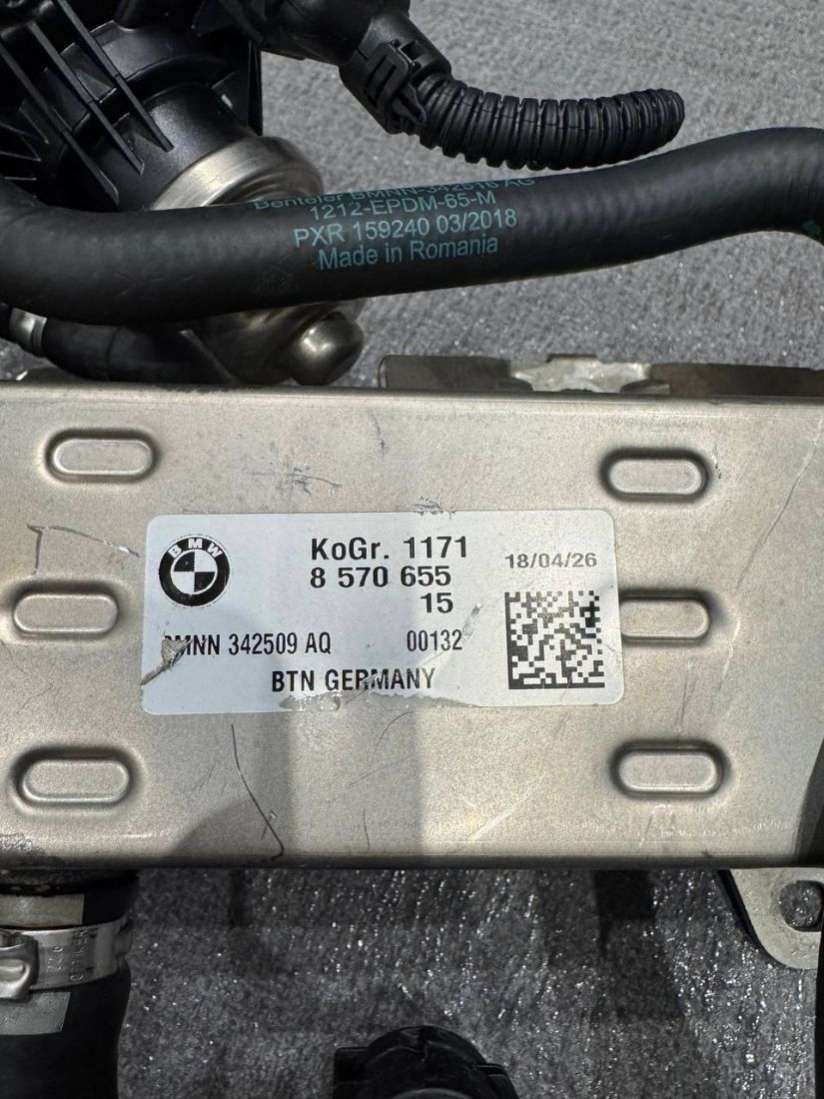 1212-EPDM-65-M
PXR 159240 03/2018
Made in Romania
BMW
KoGr. 1171
18/04/26
8 570 655
15
342509 AQ 00132
BTN GERMANY